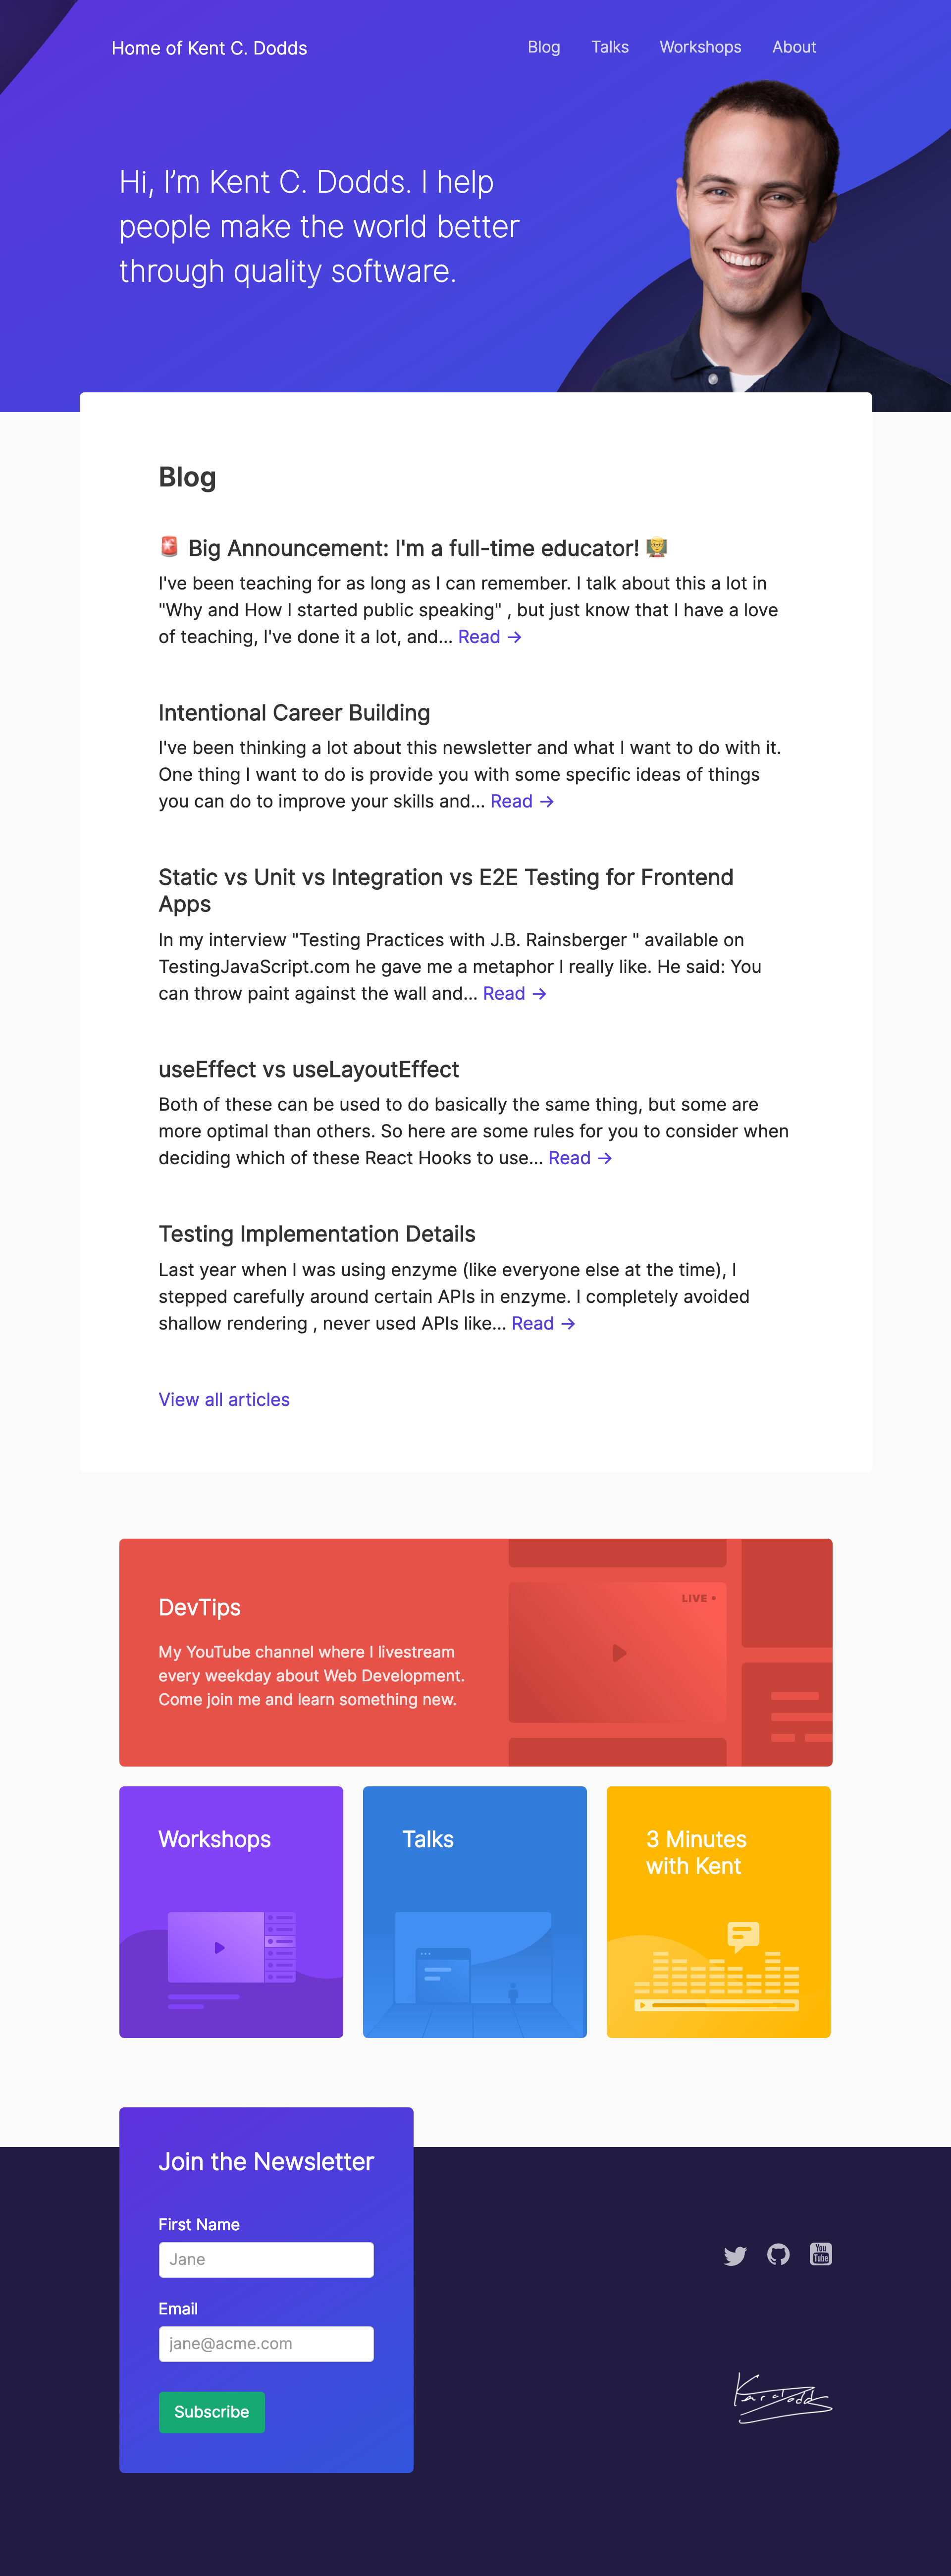 Home of Kent C. Dodds
Blog Talks Workshops About
Hi, I'm Kent C. Dodds. I help
people make the world better
through quality software.
Blog
🚨 Big Announcement: I'm a full-time educator! 👨‍🏫
I've been teaching for as long as I can remember. I talk about this a lot in
"Why and How I started public speaking" , but just know that I have a love
of teaching, I've done it a lot, and… Read →
Intentional Career Building
I've been thinking a lot about this newsletter and what I want to do with it.
One thing I want to do is provide you with some specific ideas of things
you can do to improve your skills and… Read →
Static vs Unit vs Integration vs E2E Testing for Frontend
Apps
In my interview "Testing Practices with J.B. Rainsberger " available on
TestingJavaScript.com he gave me a metaphor I really like. He said: You
can throw paint against the wall and… Read →
useEffect vs useLayoutEffect
Both of these can be used to do basically the same thing, but some are
more optimal than others. So here are some rules for you to consider when
deciding which of these React Hooks to use… Read →
Testing Implementation Details
Last year when I was using enzyme (like everyone else at the time), I
stepped carefully around certain APIs in enzyme. I completely avoided
shallow rendering , never used APIs like… Read →
View all articles
LIVE •
DevTips
My YouTube channel where I livestream
every weekday about Web Development.
Come join me and learn something new.
Workshops
Talks
3 Minutes
with Kent
Join the Newsletter
First Name
Jane
Email
jane@acme.com
Subscribe
You
Tube